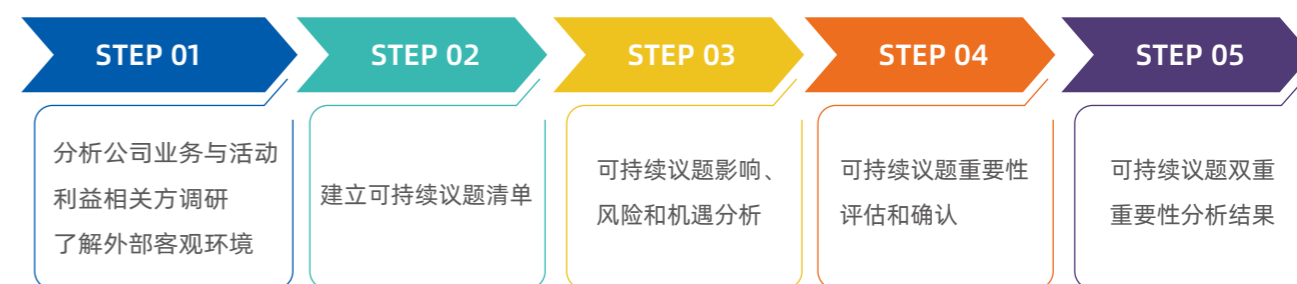 STEP 01
分析公司业务与活动
利益相关方调研
了解外部客观环境
STEP 02
建立可持续议题清单
STEP 03
可持续议题影响、
风险和机遇分析
STEP 04
可持续议题重要性
评估和确认
STEP 05
可持续议题双重
重要性分析结果